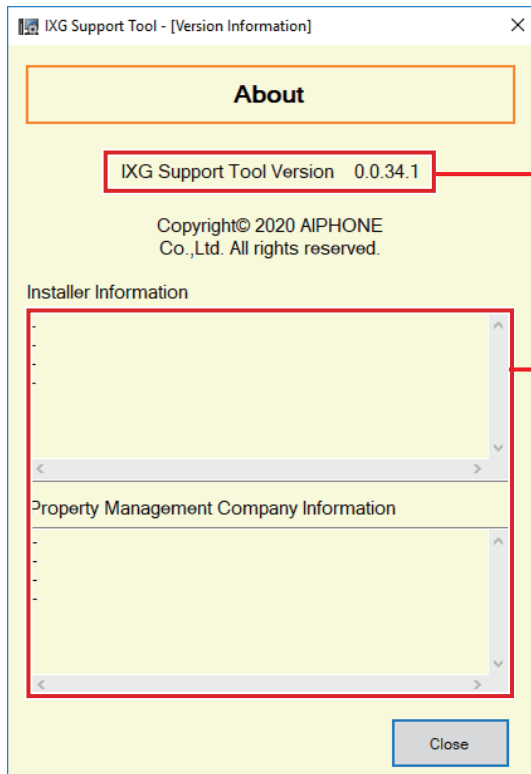 IXG Support Tool - [Version Information]
About
IXG Support Tool Version 0.0.34.1
Copyright© 2020 AIPHONE
Co.,Ltd. All rights reserved.
Installer Information
-
-
-
-
Property Management Company Information
-
-
-
-
Close